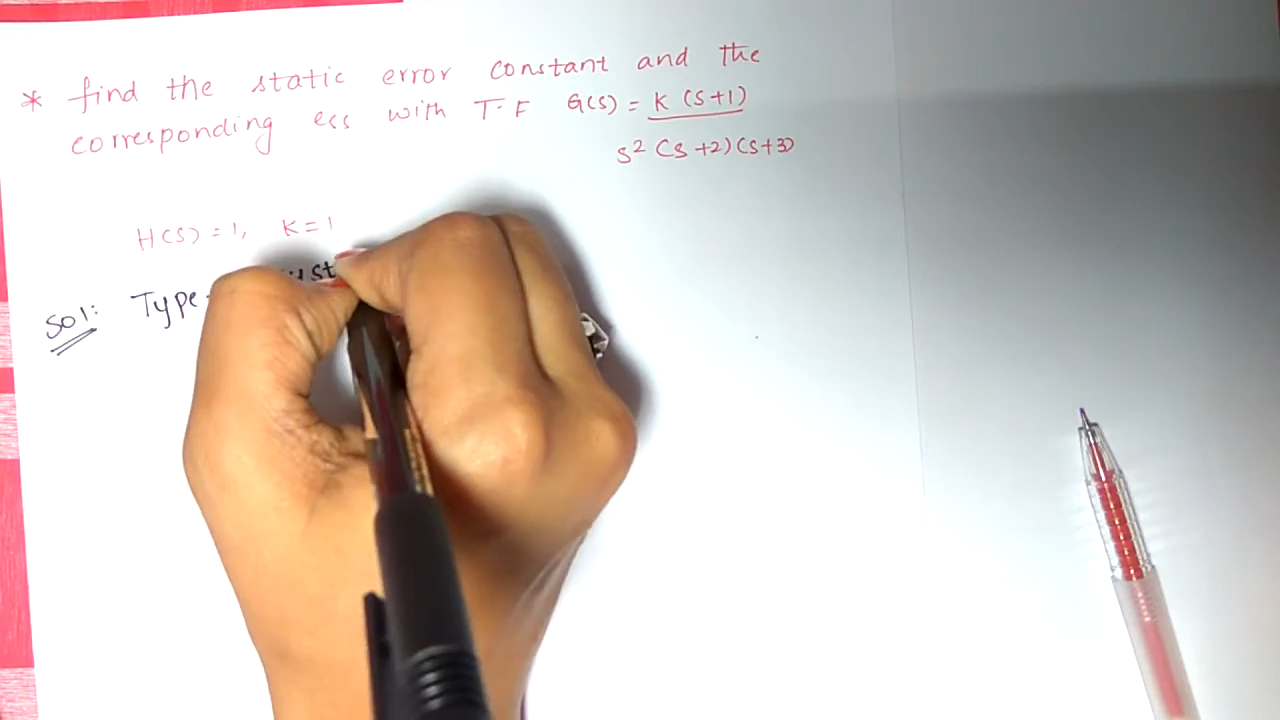 * find the static error constant and the
corresponding ess with T.F G(S) = K (S+1)
S² (S +2)(S+3)
H(S) = 1, K = 1
Sol: Type-